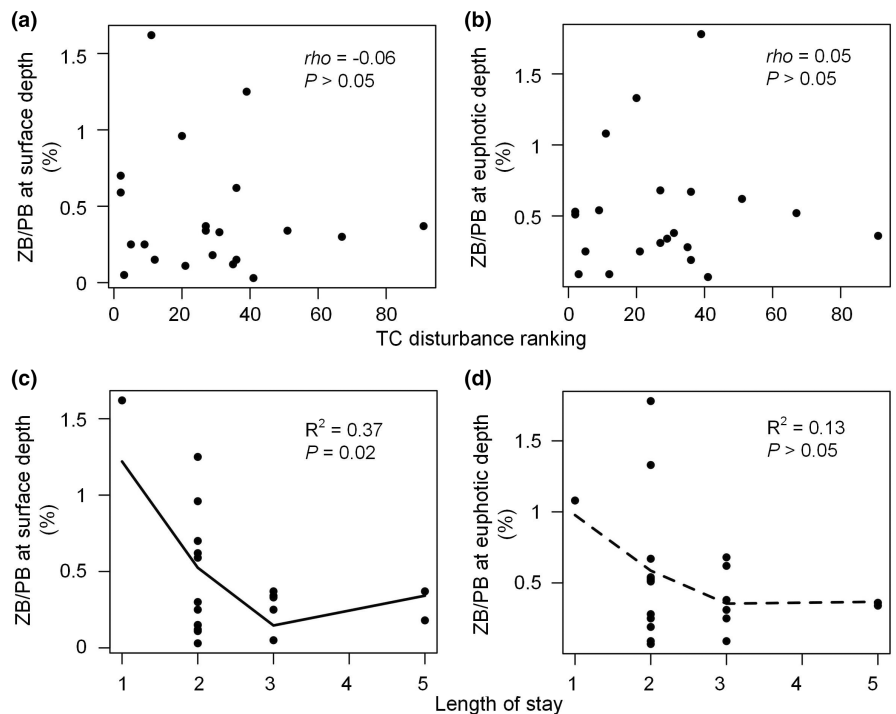 (a)
ZB/PB at surface depth
(%)
1.5
1
0.5
0
rho = -0.06
P > 0.05
0 20 40 60 80
(b)
ZB/PB at euphotic depth
(%)
1.5
1
0.5
rho = 0.05
P > 0.05
0 20 40 60 80
TC disturbance ranking
(c)
ZB/PB at surface depth
(%)
1.5
1
0.5
0
R² = 0.37
P = 0.02
1 2 3 4 5
(d)
ZB/PB at euphotic depth
(%)
1.5
1
0.5
R² = 0.13
P > 0.05
1 2 3 4 5
Length of stay